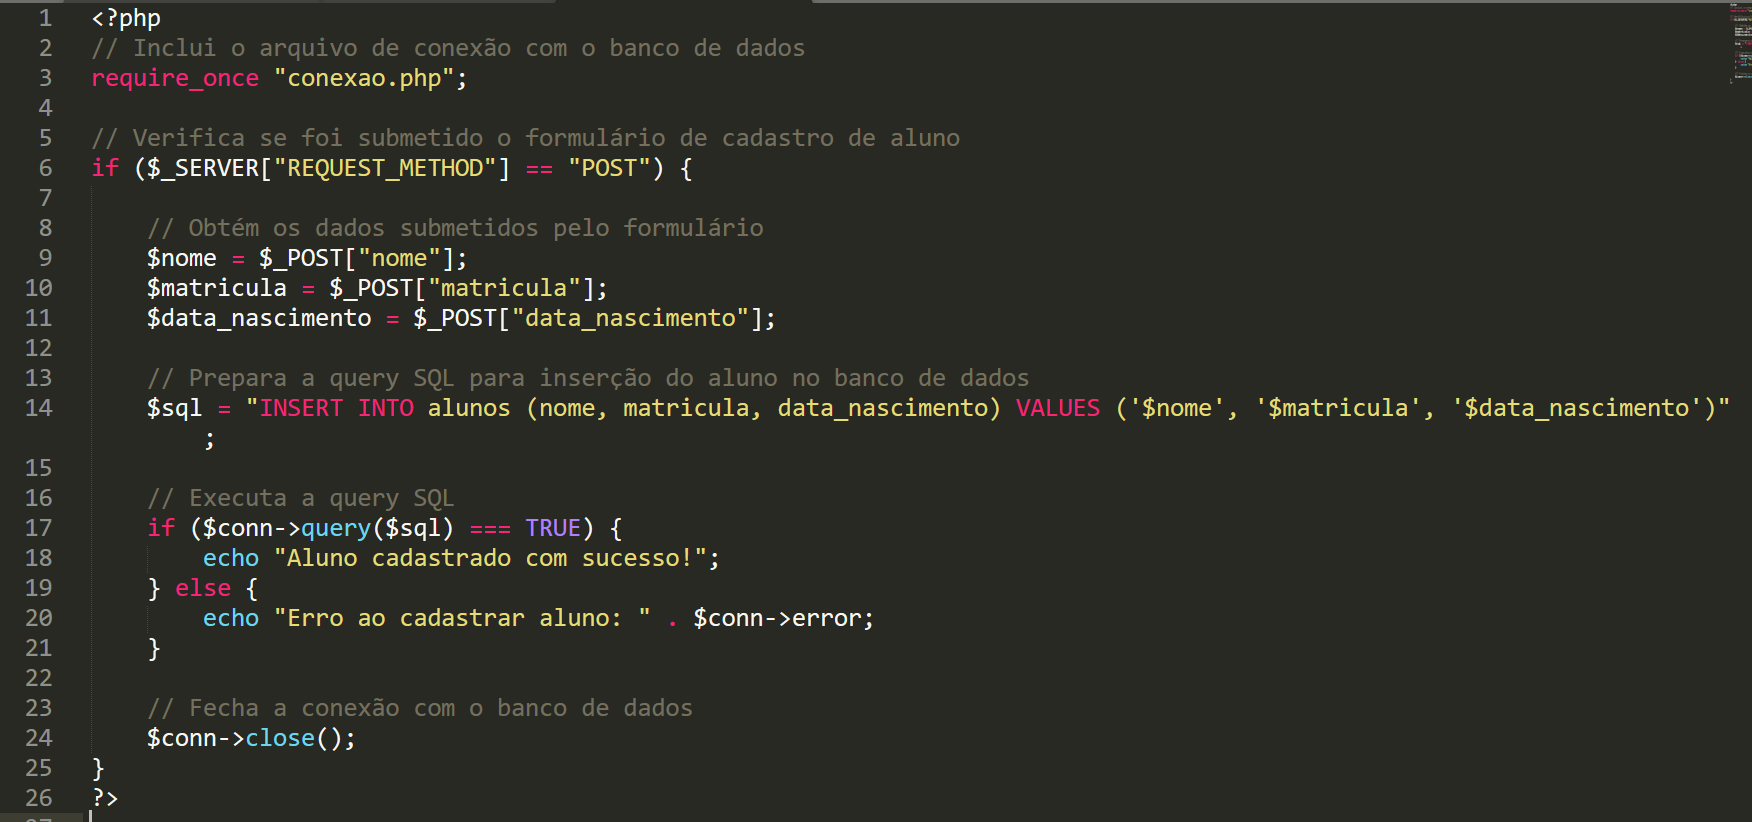 1 <?php
2 // Inclui o arquivo de conexão com o banco de dados
3 require_once "conexao.php";
4
5 // Verifica se foi submetido o formulário de cadastro de aluno
6 if ($_SERVER["REQUEST_METHOD"] == "POST") {
7
8 // Obtém os dados submetidos pelo formulário
9 $nome = $_POST["nome"];
10 $matricula = $_POST["matricula"];
11 $data_nascimento = $_POST["data_nascimento"];
12
13 // Prepara a query SQL para inserção do aluno no banco de dados
14 $sql = "INSERT INTO alunos (nome, matricula, data_nascimento) VALUES ('$nome', '$matricula', '$data_nascimento')"
;
15
16 // Executa a query SQL
17 if ($conn->query($sql) === TRUE) {
18 echo "Aluno cadastrado com sucesso!";
19 } else {
20 echo "Erro ao cadastrar aluno: " . $conn->error;
21 }
22
23 // Fecha a conexão com o banco de dados
24 $conn->close();
25 }
26 ?>
27